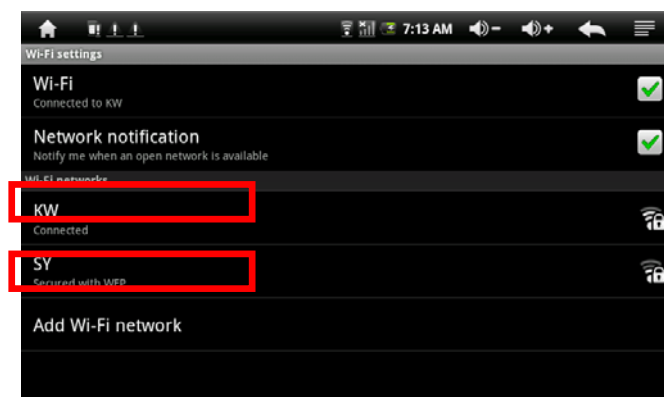 7:13 AM
Wi-Fi settings
Wi-Fi
Connected to KW
Network notification
Notify me when an open network is available
Wi-Fi networks
KW
Connected
SY
Secured with WEP
Add Wi-Fi network